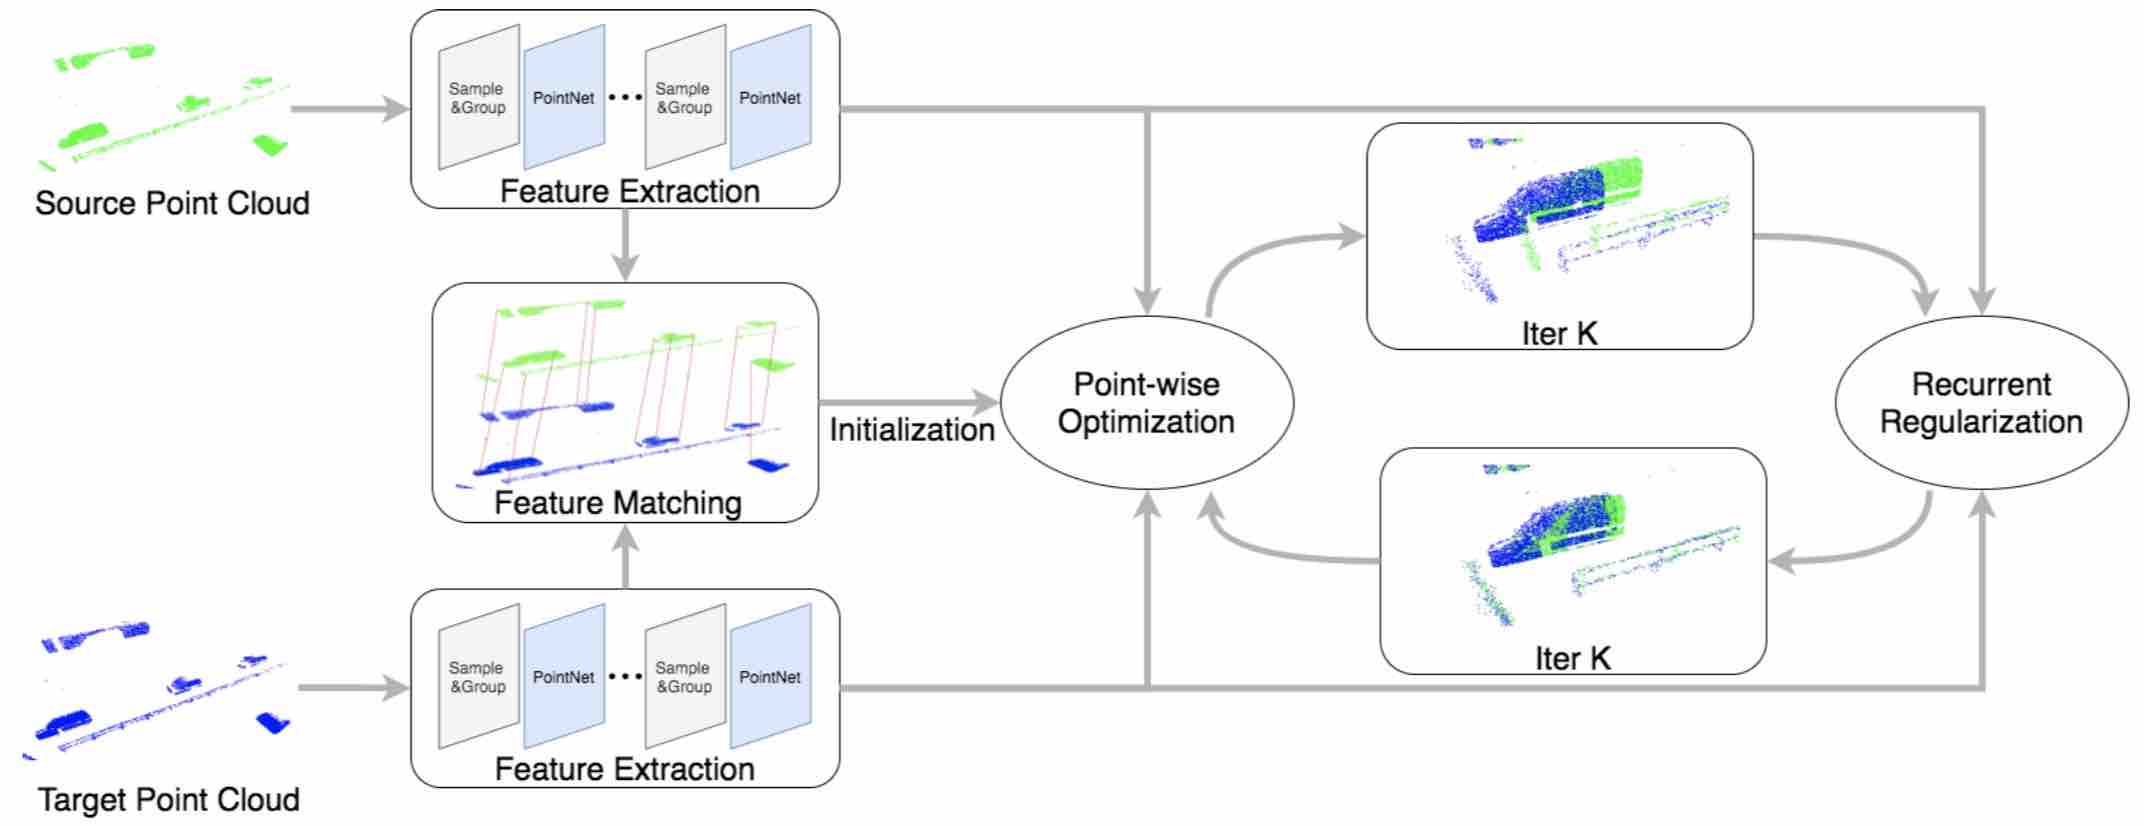 Source Point Cloud
Sample
&Group
PointNet
Sample
&Group
PointNet
Feature Extraction
Feature Matching
Initialization
Point-wise
Optimization
Iter K
Recurrent
Regularization
Iter K
Target Point Cloud
Sample
&Group
PointNet
Sample
&Group
PointNet
Feature Extraction